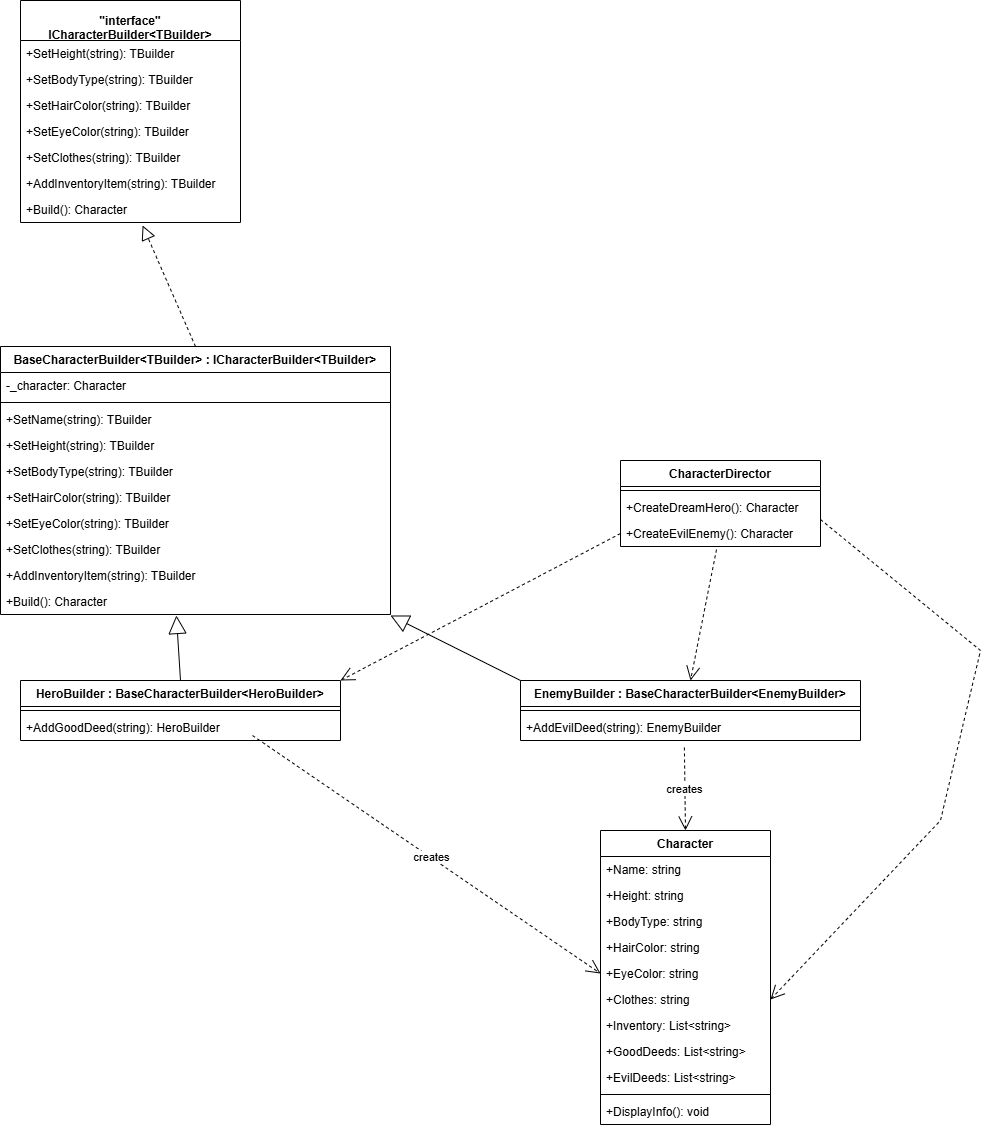 "interface"
ICharacterBuilder<TBuilder>
+SetHeight(string): TBuilder
+SetBodyType(string): TBuilder
+SetHairColor(string): TBuilder
+SetEyeColor(string): TBuilder
+SetClothes(string): TBuilder
+AddInventoryItem(string): TBuilder
+Build(): Character
BaseCharacterBuilder<TBuilder> : ICharacterBuilder<TBuilder>
-_character: Character
+SetName(string): TBuilder
+SetHeight(string): TBuilder
+SetBodyType(string): TBuilder
+SetHairColor(string): TBuilder
+SetEyeColor(string): TBuilder
+SetClothes(string): TBuilder
+AddInventoryItem(string): TBuilder
+Build(): Character
CharacterDirector
+CreateDreamHero(): Character
+CreateEvilEnemy(): Character
HeroBuilder : BaseCharacterBuilder<HeroBuilder>
+AddGoodDeed(string): HeroBuilder
EnemyBuilder : BaseCharacterBuilder<EnemyBuilder>
+AddEvilDeed(string): EnemyBuilder
creates
creates
Character
+Name: string
+Height: string
+BodyType: string
+HairColor: string
+EyeColor: string
+Clothes: string
+Inventory: List<string>
+GoodDeeds: List<string>
+EvilDeeds: List<string>
+DisplayInfo(): void